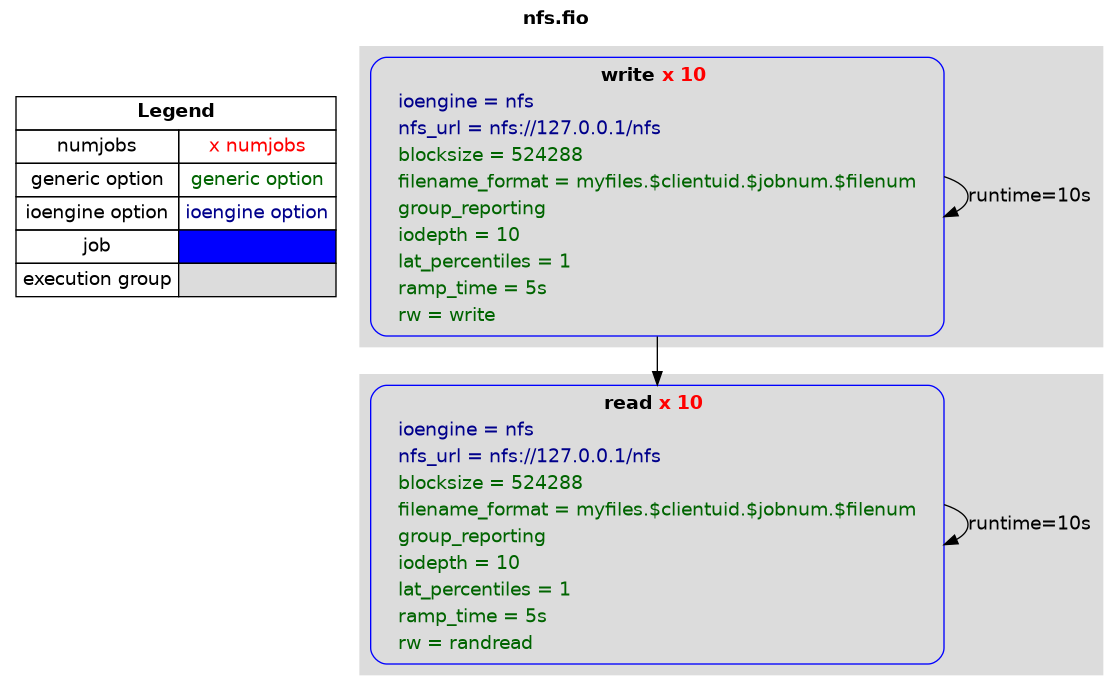 nfs.fio
Legend
numjobs x numjobs
generic option generic option
ioengine option ioengine option
job
execution group
write x 10
ioengine = nfs
nfs_url = nfs://127.0.0.1/nfs
blocksize = 524288
filename_format = myfiles.$clientuid.$jobnum.$filenum
group_reporting
iodepth = 10
lat_percentiles = 1
ramp_time = 5s
rw = write
runtime=10s
read x 10
ioengine = nfs
nfs_url = nfs://127.0.0.1/nfs
blocksize = 524288
filename_format = myfiles.$clientuid.$jobnum.$filenum
group_reporting
iodepth = 10
lat_percentiles = 1
ramp_time = 5s
rw = randread
runtime=10s